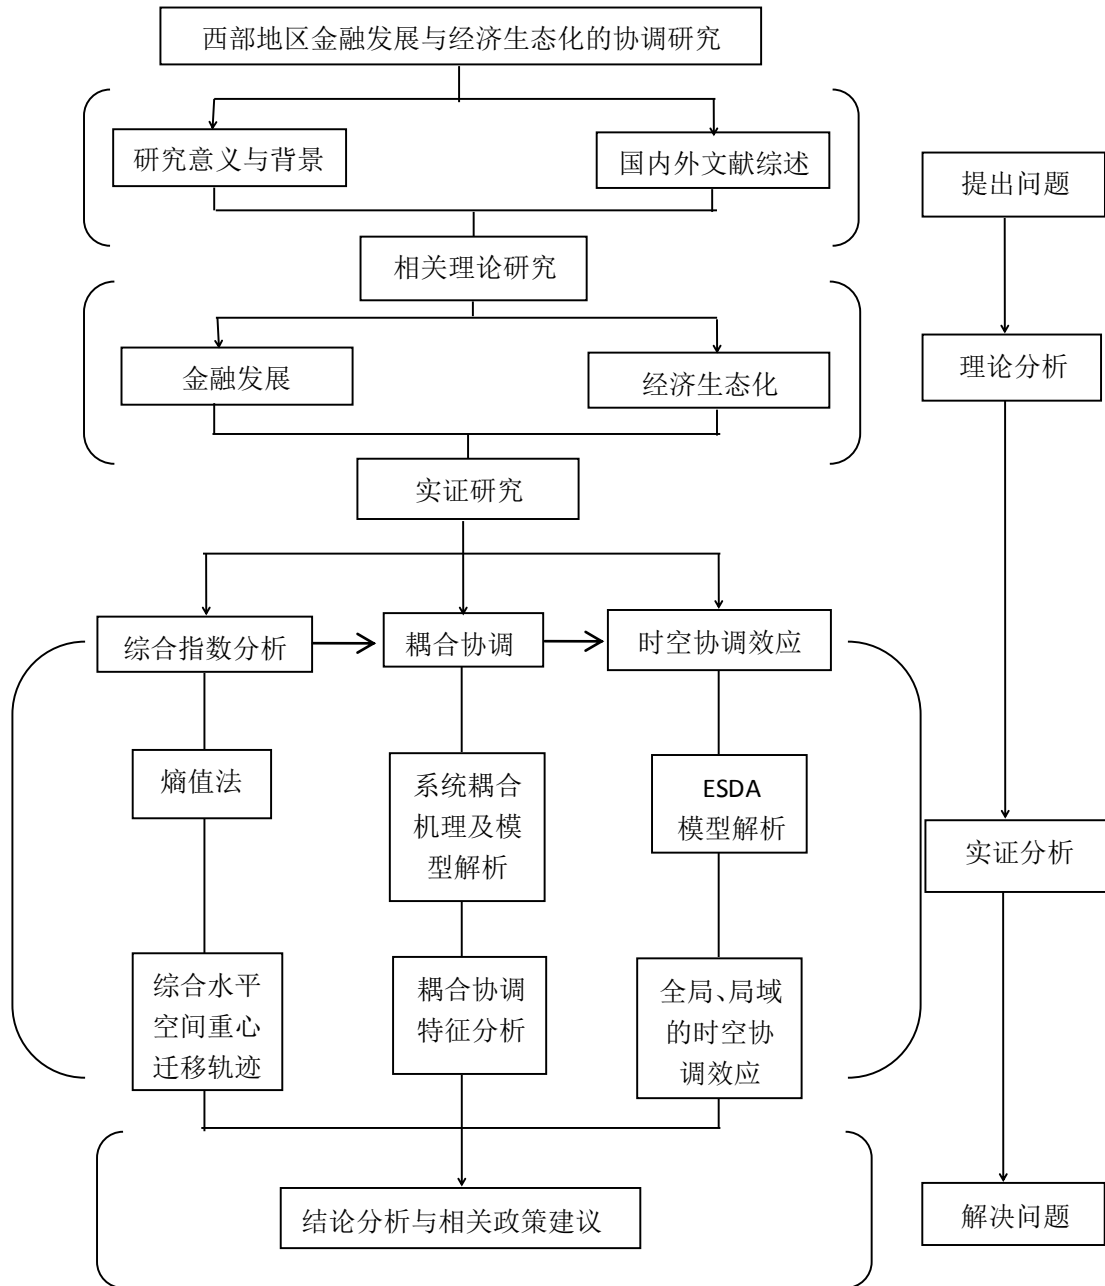 西部地区金融发展与经济生态化的协调研究
研究意义与背景
国内外文献综述
提出问题
相关理论研究
金融发展
经济生态化
理论分析
实证研究
综合指数分析
耦合协调
时空协调效应
熵值法
系统耦合
机理及模
型解析
ESDA
模型解析
实证分析
综合水平
空间重心
迁移轨迹
耦合协调
特征分析
全局、局域
的时空协
调效应
结论分析与相关政策建议
解决问题